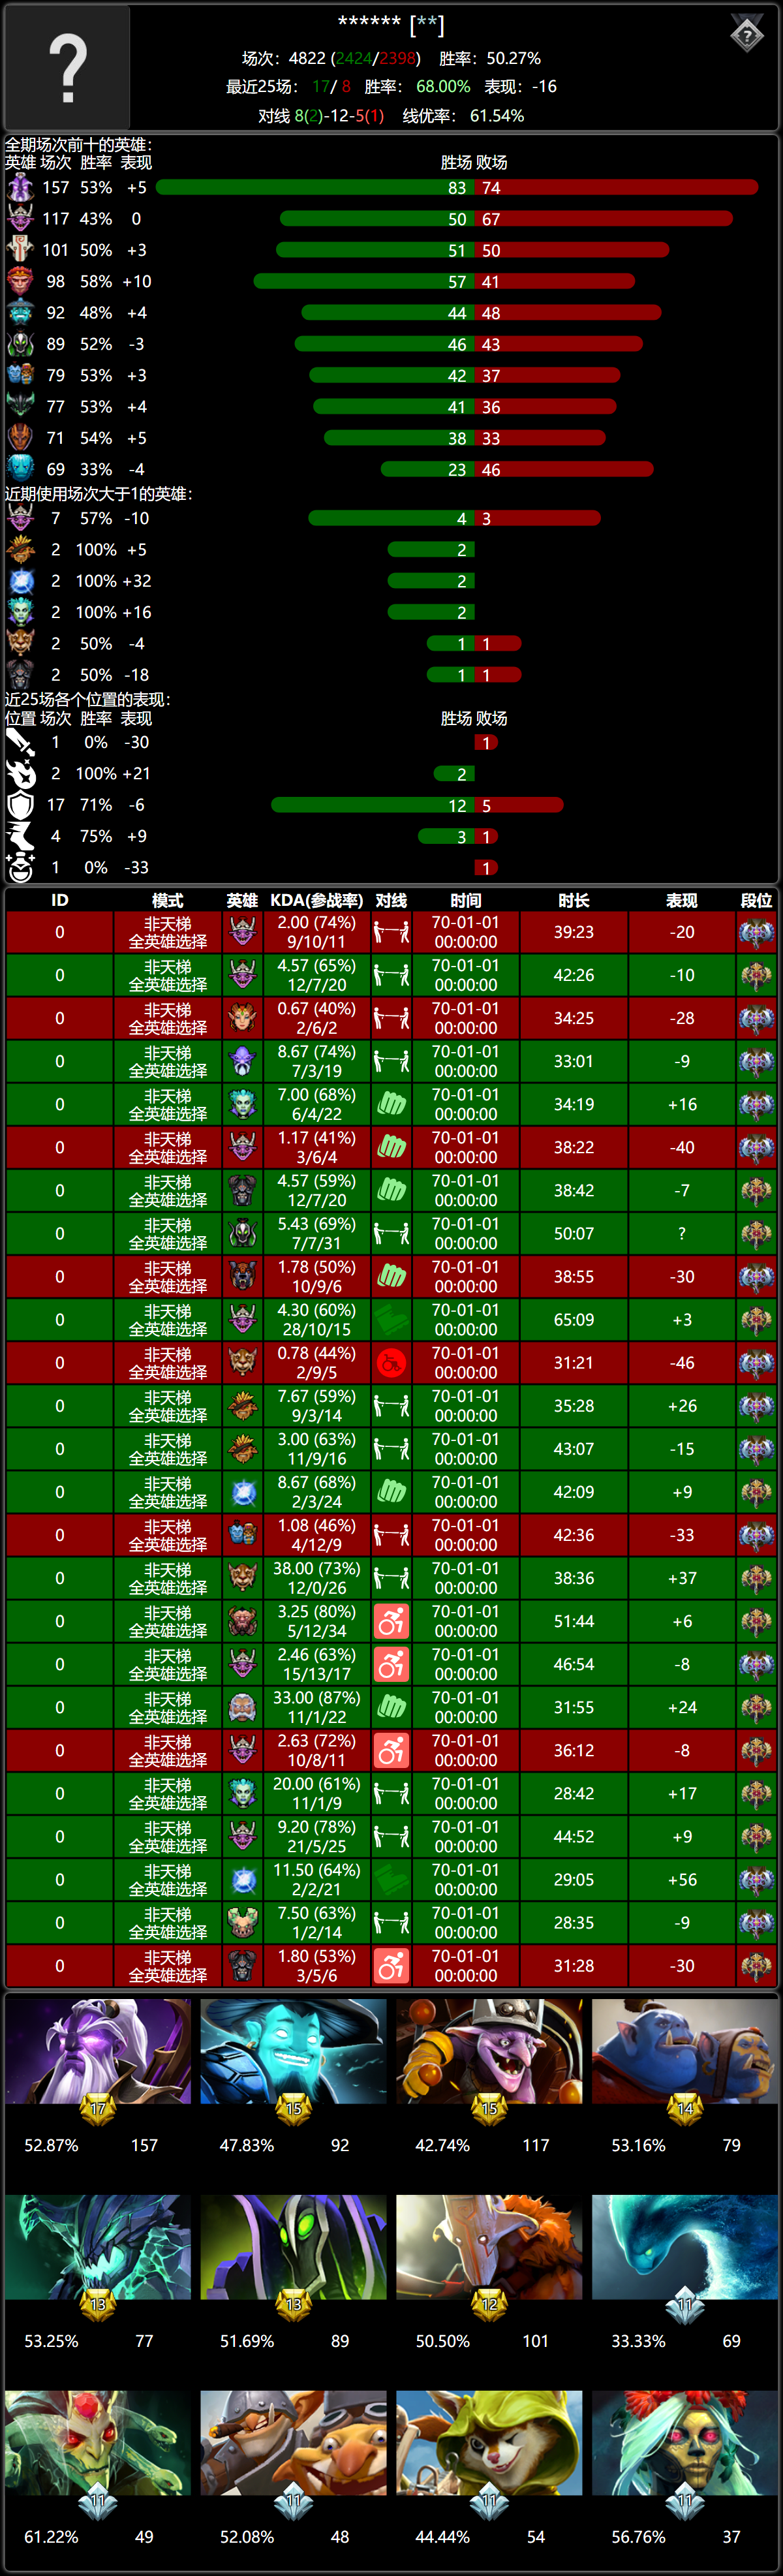 ?
****** [**]
?
场次: 4822 (2424/2398) 胜率: 50.27%
最近25场: 17/ 8 胜率: 68.00% 表现: -16
对线 8(2)-12-5(1) 线优率: 61.54%
全期场次前十的英雄:
英雄 场次 胜率 表现 胜场 败场
157 53% +5 83 74
117 43% 0 50 67
101 50% +3 51 50
98 58% +10 57 41
92 48% +4 44 48
89 52% -3 46 43
79 53% +3 42 37
77 53% +4 41 36
71 54% +5 38 33
69 33% -4 23 46
近期使用场次大于1的英雄:
7 57% -10 4 3
2 100% +5 2
2 100% +32 2
2 100% +16 2
2 50% -4 1 1
2 50% -18 1 1
近25场各个位置的表现:
位置 场次 胜率 表现 胜场 败场
1 0% -30 1
2 100% +21 2
17 71% -6 12 5
4 75% +9 3 1
1 0% -33 1
ID 模式 英雄 KDA(参战率) 对线 时间 时长 表现 段位
非天梯 2.00 (74%) 70-01-01
0 39:23 -20
全英雄选择 9/10/11 00:00:00
非天梯 4.57 (65%) 70-01-01
0 42:26 -10
全英雄选择 12/7/20 00:00:00
非天梯 0.67 (40%) 70-01-01
0 34:25 -28
全英雄选择 2/6/2 00:00:00
非天梯 8.67 (74%) 70-01-01
0 33:01 -9
全英雄选择 7/3/19 00:00:00
非天梯 7.00 (68%) 70-01-01
0 34:19 +16
全英雄选择 6/4/22 00:00:00
非天梯 1.17 (41%) 70-01-01
0 38:22 -40
全英雄选择 3/6/4 00:00:00
非天梯 4.57 (59%) 70-01-01
0 38:42 -7
全英雄选择 12/7/20 00:00:00
非天梯 5.43 (69%) 70-01-01
0 50:07 ?
全英雄选择 7/7/31 00:00:00
非天梯 1.78 (50%) 70-01-01
0 38:55 -30
全英雄选择 10/9/6 00:00:00
非天梯 4.30 (60%) 70-01-01
0 65:09 +3
全英雄选择 28/10/15 00:00:00
非天梯 0.78 (44%) 70-01-01
0 31:21 -46
全英雄选择 2/9/5 00:00:00
非天梯 7.67 (59%) 70-01-01
0 35:28 +26
全英雄选择 9/3/14 00:00:00
非天梯 3.00 (63%) 70-01-01
0 43:07 -15
全英雄选择 11/9/16 00:00:00
非天梯 8.67 (68%) 70-01-01
0 42:09 +9
全英雄选择 2/3/24 00:00:00
非天梯 1.08 (46%) 70-01-01
0 42:36 -33
全英雄选择 4/12/9 00:00:00
非天梯 38.00 (73%) 70-01-01
0 38:36 +37
全英雄选择 12/0/26 00:00:00
非天梯 3.25 (80%) 70-01-01
0 51:44 +6
全英雄选择 5/12/34 00:00:00
非天梯 2.46 (63%) 70-01-01
0 46:54 -8
全英雄选择 15/13/17 00:00:00
非天梯 33.00 (87%) 70-01-01
0 31:55 +24
全英雄选择 11/1/22 00:00:00
非天梯 2.63 (72%) 70-01-01
0 36:12 -8
全英雄选择 10/8/11 00:00:00
非天梯 20.00 (61%) 70-01-01
0 28:42 +17
全英雄选择 11/1/9 00:00:00
非天梯 9.20 (78%) 70-01-01
0 44:52 +9
全英雄选择 21/5/25 00:00:00
非天梯 11.50 (64%) 70-01-01
0 29:05 +56
全英雄选择 2/2/21 00:00:00
非天梯 7.50 (63%) 70-01-01
0 28:35 -9
全英雄选择 1/2/14 00:00:00
非天梯 1.80 (53%) 70-01-01
0 31:28 -30
全英雄选择 3/5/6 00:00:00
17 15 15 14
52.87% 157 47.83% 92 42.74% 117 53.16% 79
13 13 12 11
53.25% 77 51.69% 89 50.50% 101 33.33% 69
11 11 11 11
61.22% 49 52.08% 48 44.44% 54 56.76% 37